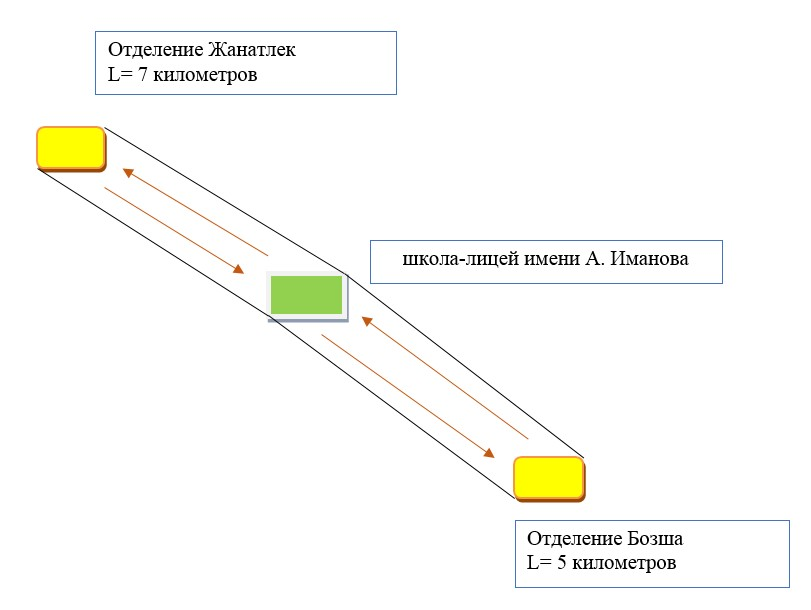 Отделение Жанатлек
L= 7 километров
школа-лицей имени А. Иманова
Отделение Бозша
L= 5 километров